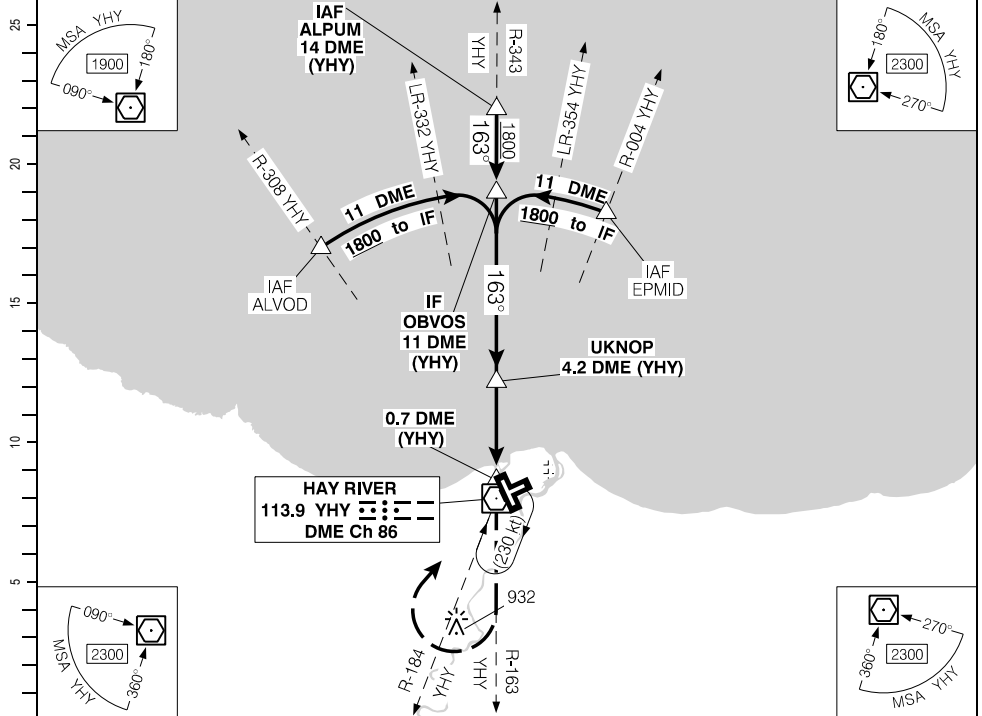 25
20
15
10
5
MSA YHY
1900
180°
090°
IAF
ALPUM
14 DME
(YHY)
YHY
R-343
MSA YHY
2300
180°
270°
LR-332 YHY
163°
1800
LR-354 YHY
R-004 YHY
R-308 YHY
11 DME
1800 to IF
11 DME
1800 to IF
IAF
ALVOD
IAF
EPMID
163°
IF
OBVOS
11 DME
(YHY)
UKNOP
4.2 DME (YHY)
0.7 DME
(YHY)
HAY RIVER
113.9 YHY
DME Ch 86
(230 kt)
932
R-184
YHY
YHY
R-163
090°
2300
360°
MSA YHY
270°
360°
2300
MSA YHY